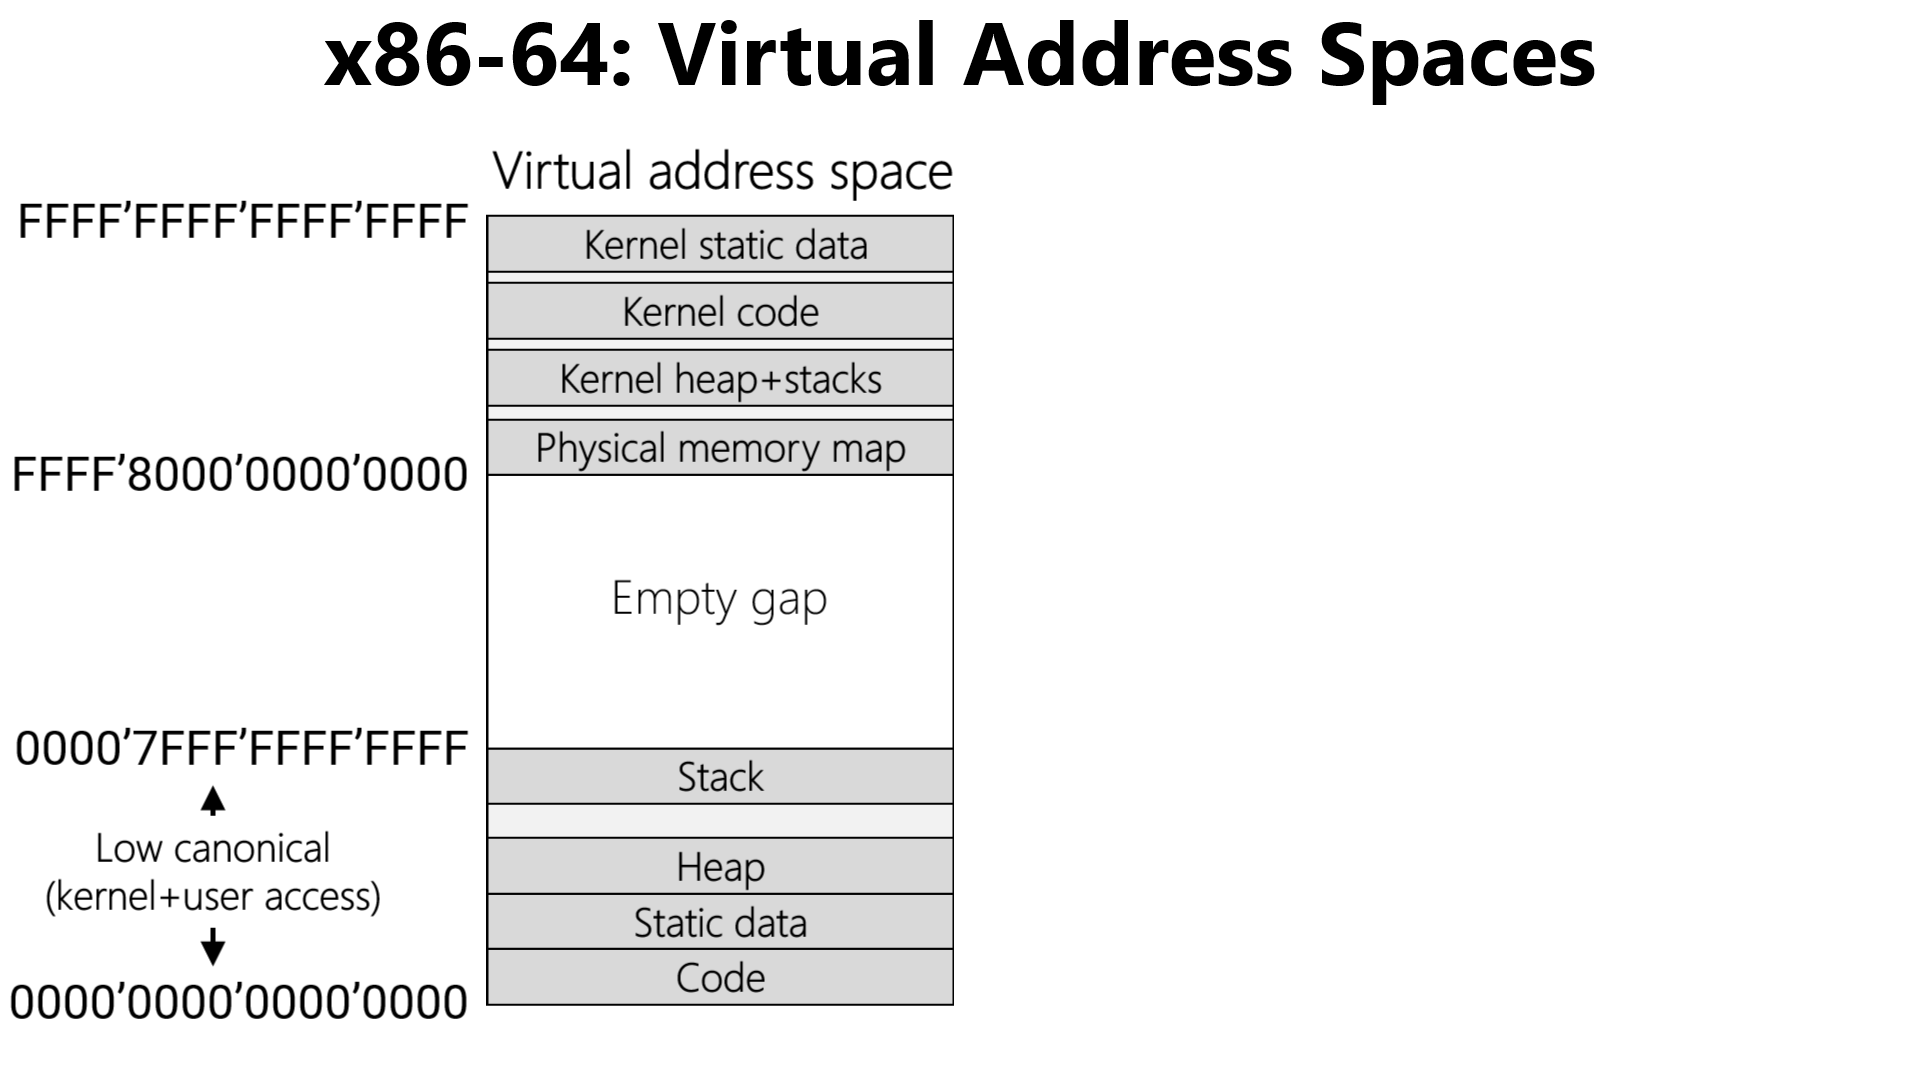 x86-64: Virtual Address Spaces
Virtual address space
FFFF’FFFF’FFFF’FFFF
Kernel static data
Kernel code
Kernel heap+stacks
Physical memory map
FFFF’8000’0000’0000
Empty gap
0000’7FFF’FFFF’FFFF
Stack
Low canonical
(kernel+user access)
Heap
Static data
Code
0000’0000’0000’0000